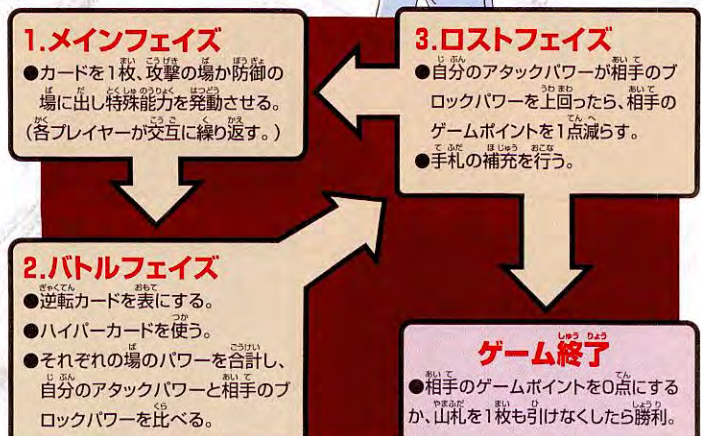 1.メインフェイズ
●カードを1枚、攻撃の場か防御の
場に出し特殊能力を発動させる。
(各プレイヤーが交互に繰り返す。)
2.バトルフェイズ
●逆転カードを表にする。
●ハイパーカードを使う。
●それぞれの場のパワーを合計し、
自分のアタックパワーと相手のブ
ロックパワーを比べる。
3.ロストフェイズ
●自分のアタックパワーが相手のブ
ロックパワーを上回ったら、相手の
ゲームポイントを1点減らす。
●手札の補充を行う。
ゲーム終了
●相手のゲームポイントを0点にする
か、山札を1枚も引けなくしたら勝利。